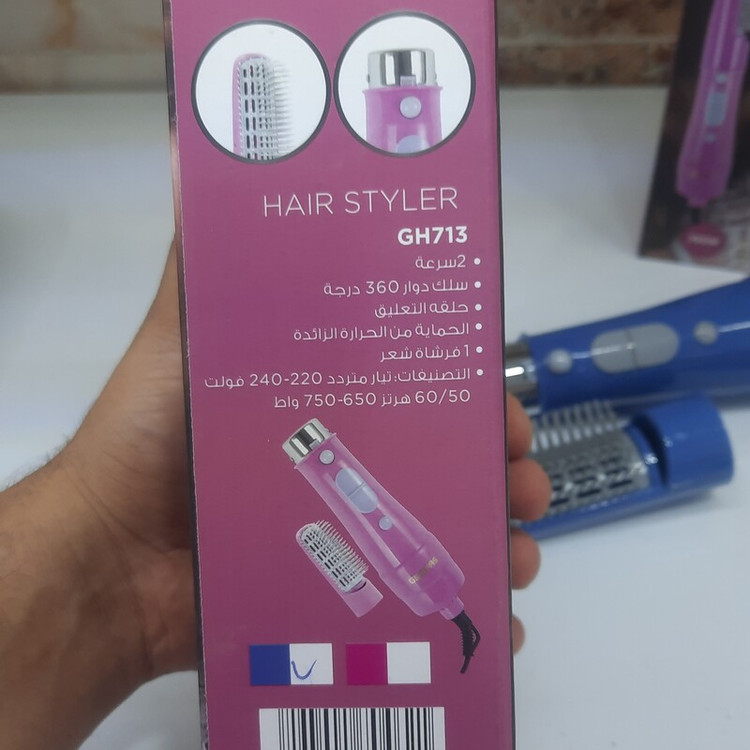 HAIR STYLER
GH713
• 2سرعة
• سلك دوار 360 درجة
• حلقه التعليق
• الحماية من الحرارة الزائدة
• 1 فرشاة شعر
• التصنيفات: تيار متردد 220-240 فولت
60/50 هرتز 650-750 واط